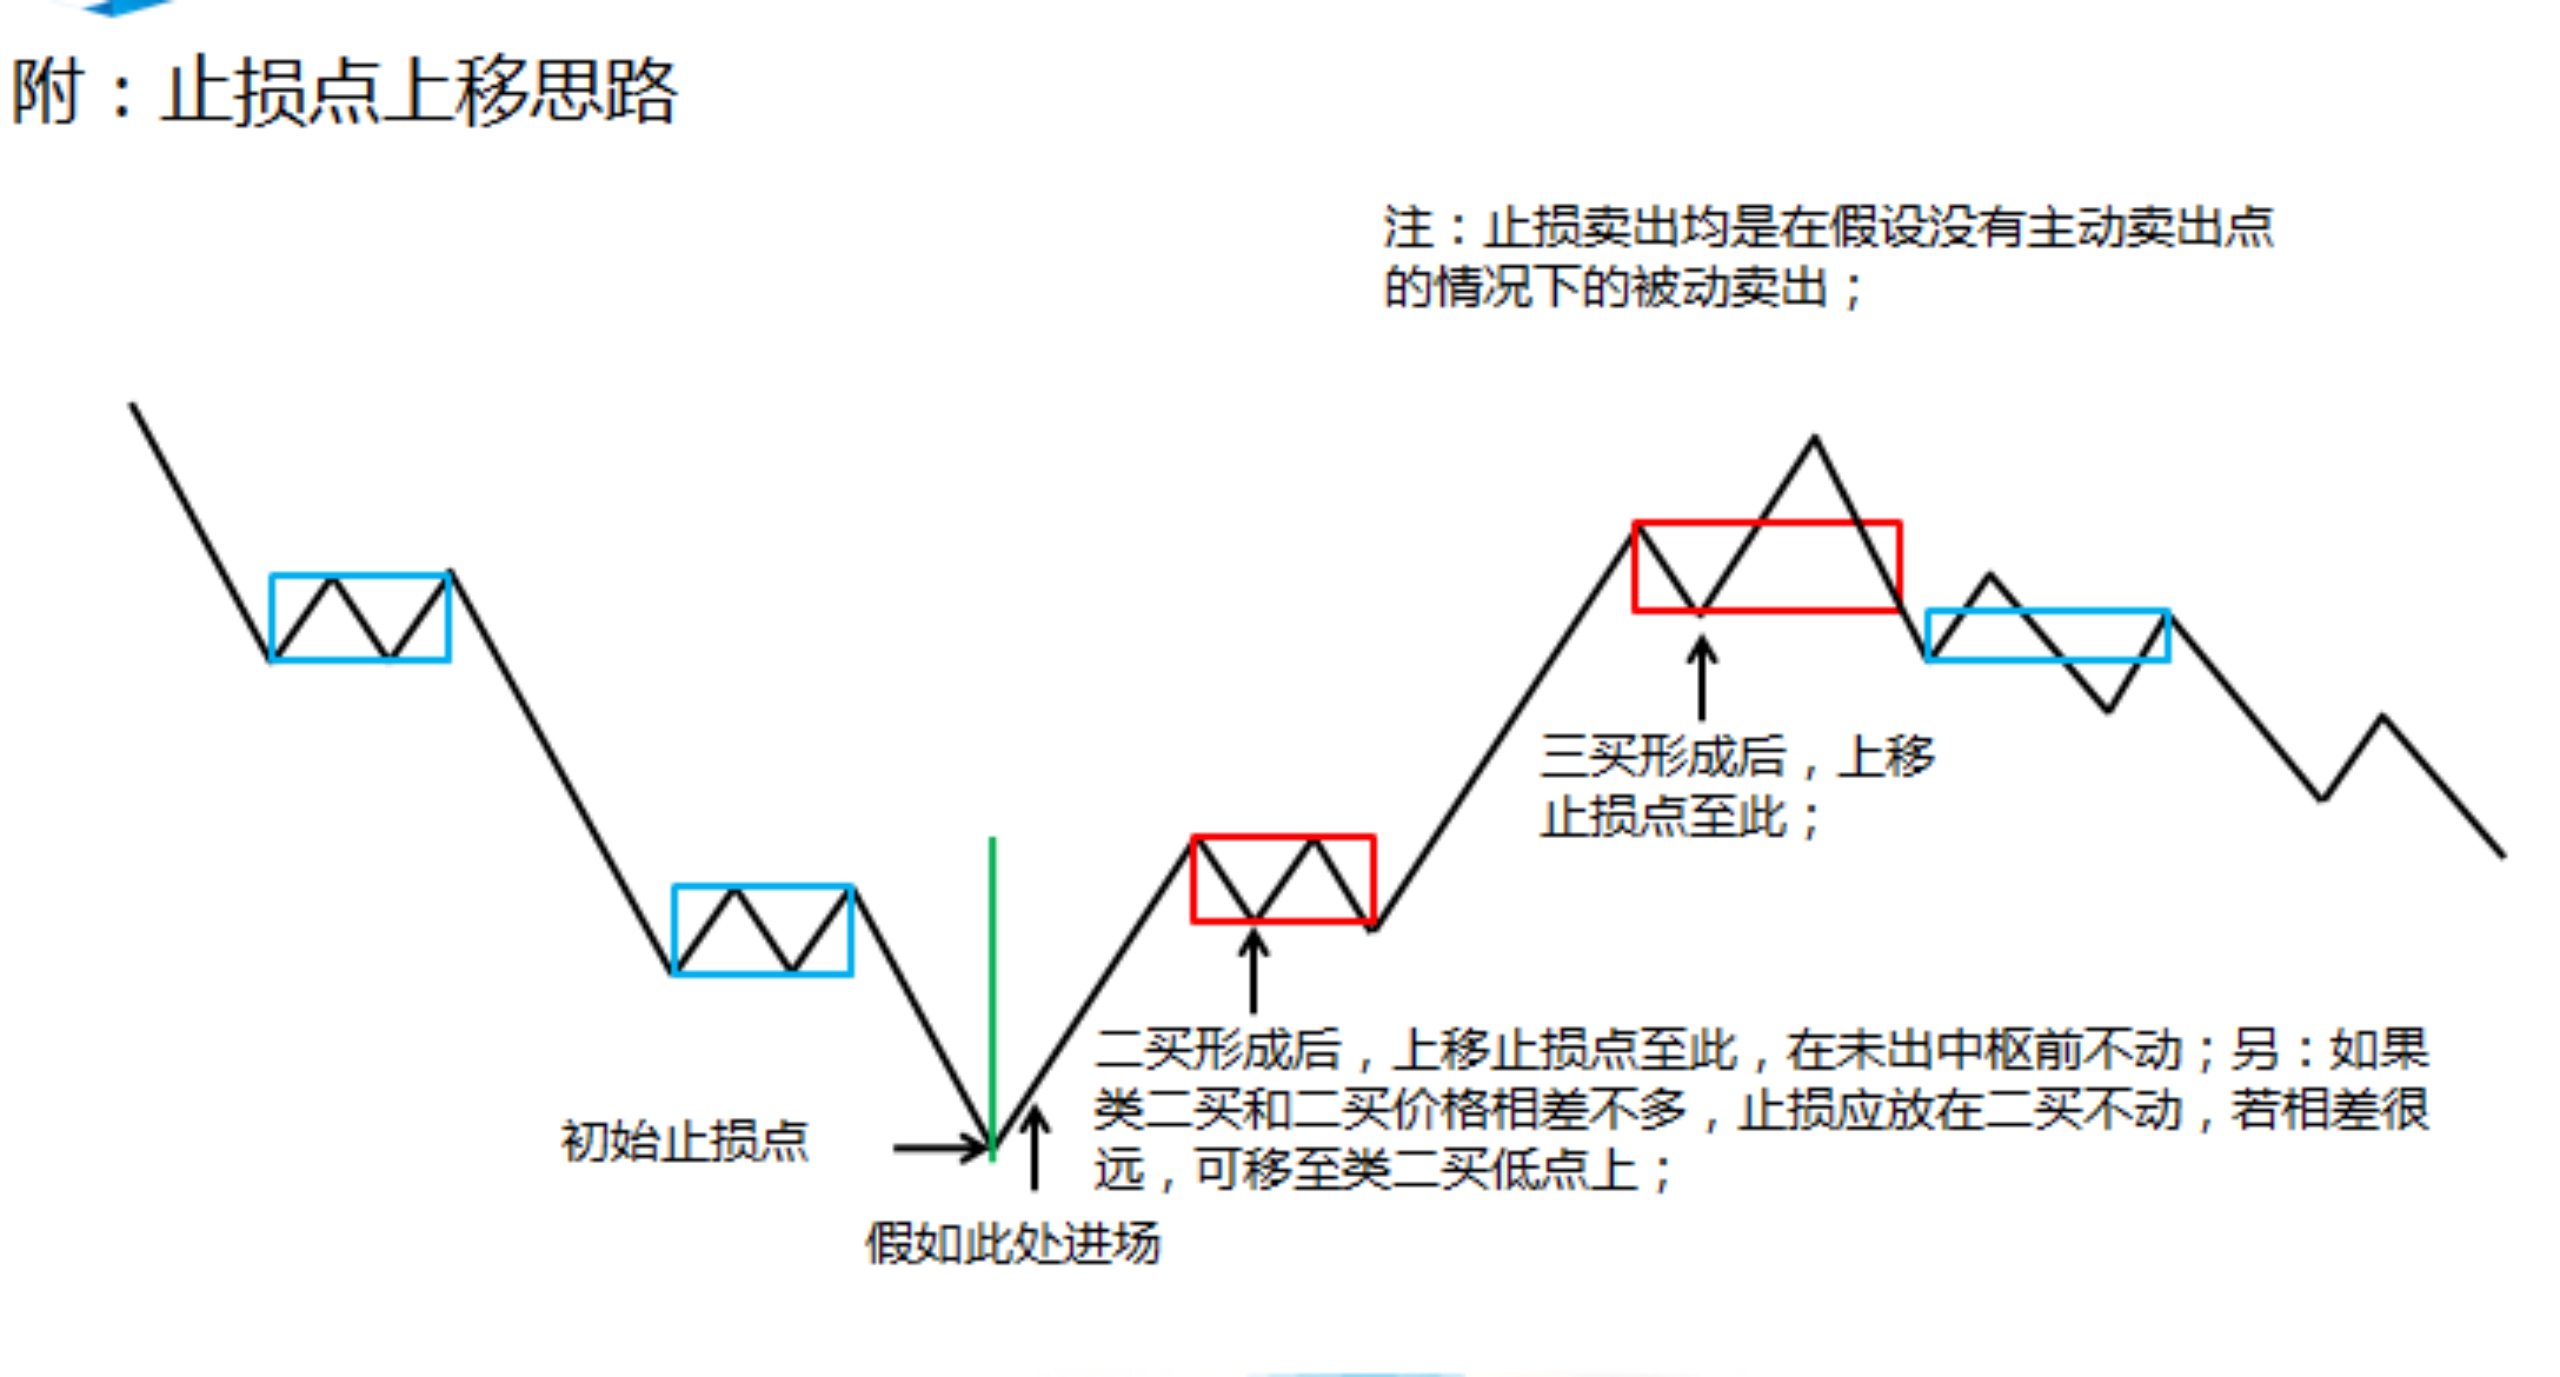 附：止损点上移思路
注：止损卖出均是在假设没有主动卖出点
的情况下的被动卖出；
三买形成后，上移
止损点至此；
二买形成后，上移止损点至此，在未出中枢前不动；另：如果
类二买和二买价格相差不多，止损应放在二买不动，若相差很
远，可移至类二买低点上；
初始止损点
假如此处进场